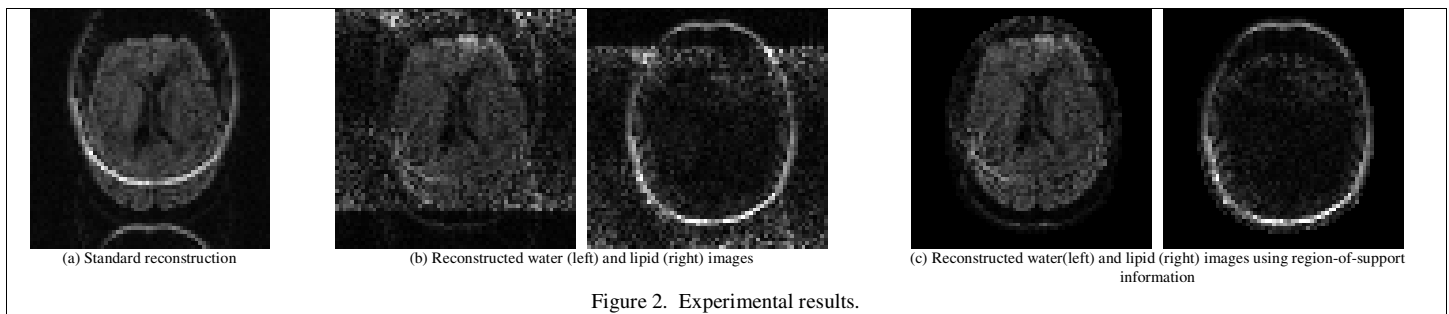 (a) Standard reconstruction
(b) Reconstructed water (left) and lipid (right) images
(c) Reconstructed water(left) and lipid (right) images using region-of-support
information
Figure 2. Experimental results.